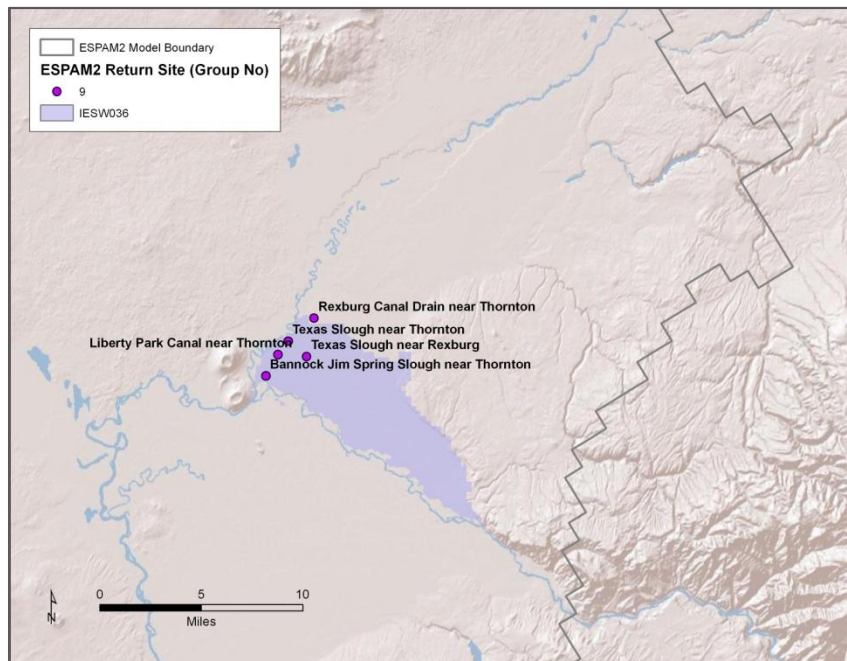 ESPAM2 Model Boundary
ESPAM2 Return Site (Group No)
9
IESW036
Rexburg Canal Drain near Thornton
Texas Slough near Thornton
Liberty Park Canal near Thornton
Texas Slough near Rexburg
Bannock Jim Spring Slough near Thornton
N
0 5 10
Miles